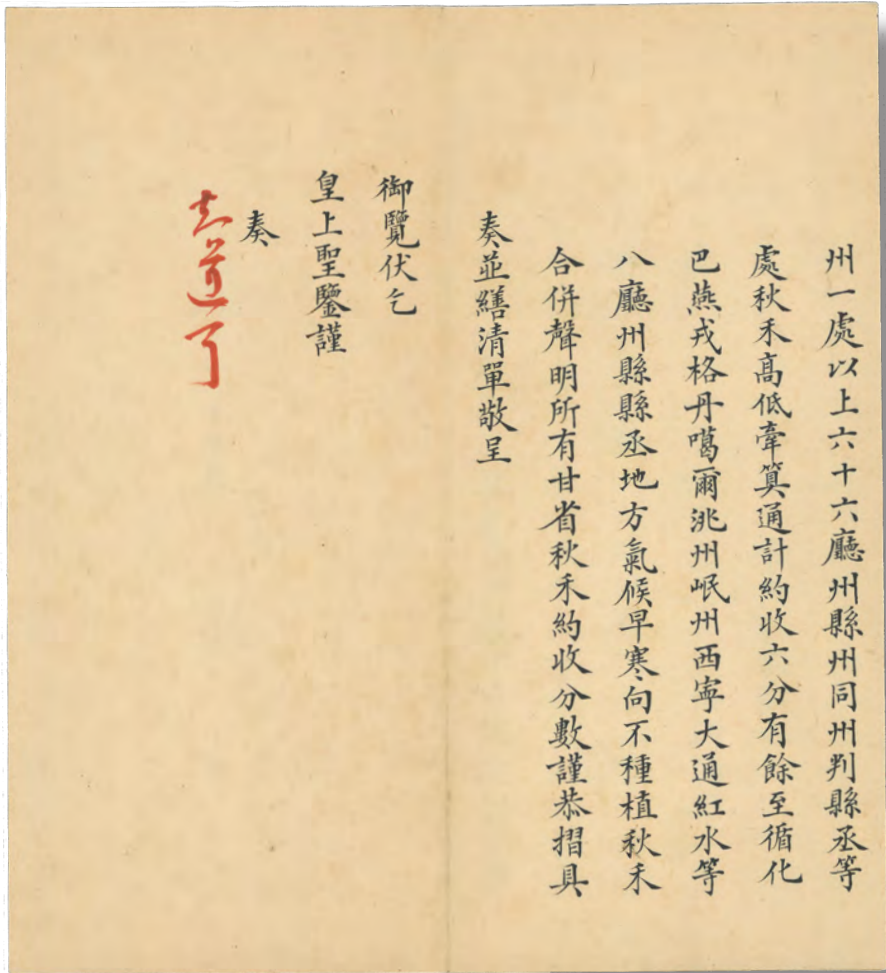 州一處以上六十六廳州縣州同州判縣丞等
處秋禾高低牽算通計約收六分有餘至循化
巴燕戎格丹噶爾洮州岷州西寧大通紅水等
八廳州縣縣丞地方氣候早寒向不種植秋禾
合併聲明所有甘省秋禾約收分數謹恭摺具
奏並繕清單敬呈
御覽伏乞
皇上聖鑒謹
奏
知道了